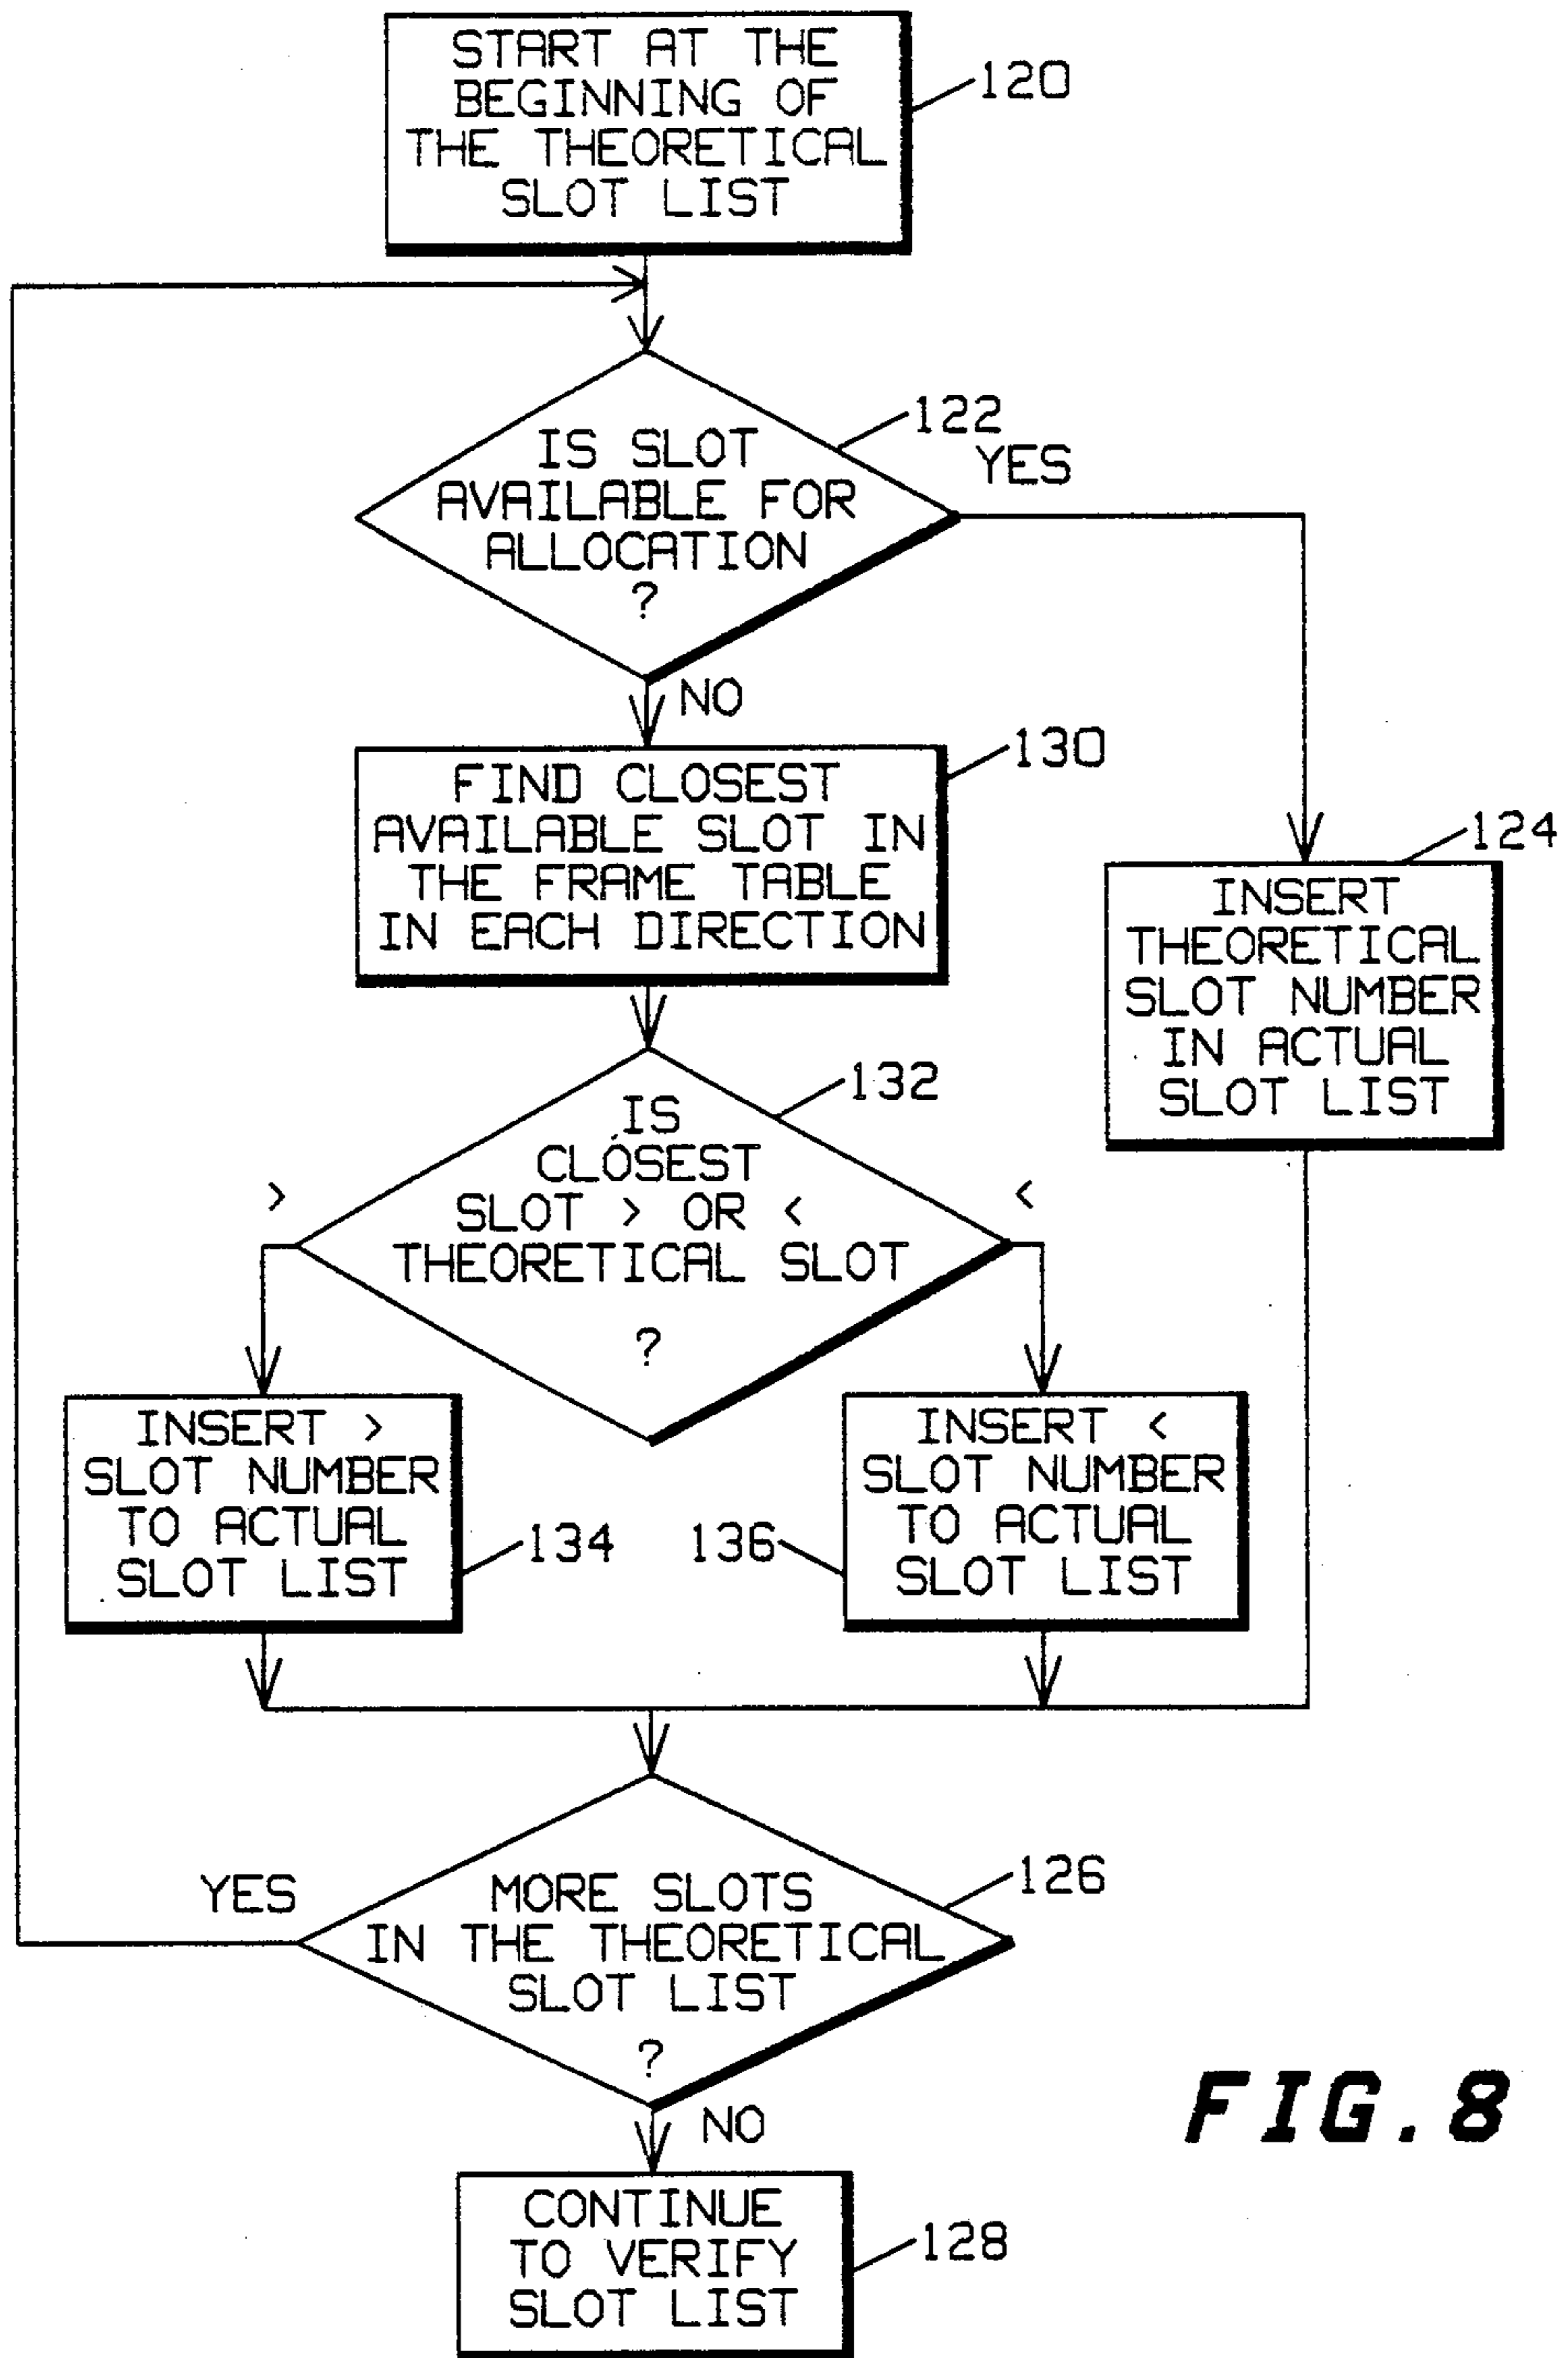 START AT THE
BEGINNING OF
THE THEORETICAL
SLOT LIST
120
122
IS SLOT
AVAILABLE FOR
ALLOCATION
?
YES
NO
130
FIND CLOSEST
AVAILABLE SLOT IN
THE FRAME TABLE
IN EACH DIRECTION
124
INSERT
THEORETICAL
SLOT NUMBER
IN ACTUAL
SLOT LIST
132
IS
CLOSEST
SLOT > OR <
THEORETICAL SLOT
?
>
<
INSERT >
SLOT NUMBER
TO ACTUAL
SLOT LIST
134
136
INSERT <
SLOT NUMBER
TO ACTUAL
SLOT LIST
126
YES
MORE SLOTS
IN THE THEORETICAL
SLOT LIST
?
NO
CONTINUE
TO VERIFY
SLOT LIST
128
FIG. 8